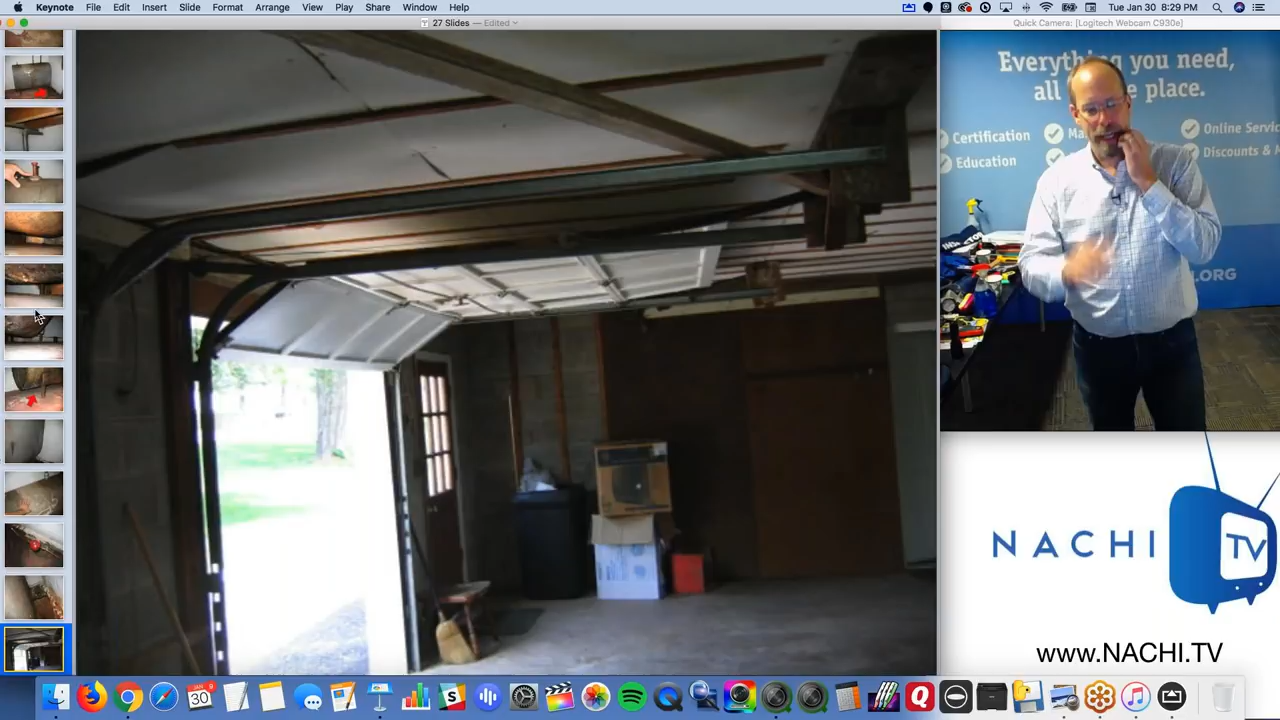 Keynote File Edit Insert Slide Format Arrange View Play Share Window Help Tue Jan 30 8:29 PM
27 Slides — Edited
Quick Camera: [Logitech Webcam C930e]
Everything you need,
all e place.
Certification Ma Online Servic
Education Discounts & M
.ORG
NACHI TV
www.NACHI.TV
JAN
30